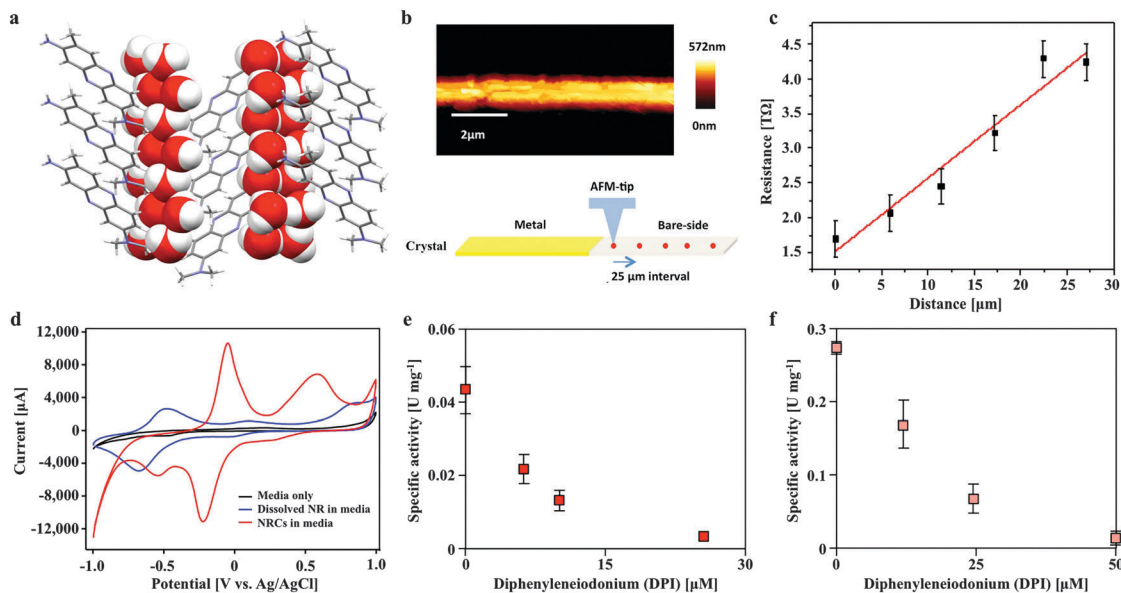 a
b
572nm
0nm
2µm
AFM-tip
Metal
Bare-side
Crystal
25 µm interval
c
Resistance [TΩ]
4.5
4.0
3.5
3.0
2.5
2.0
1.5
0 5 10 15 20 25 30
Distance [µm]
d
Current [µA]
12,000
8,000
4,000
0
-4,000
-8,000
-12,000
Media only
Dissolved NR in media
NRCs in media
-1.0 -0.5 0 0.5 1.0
Potential [V vs. Ag/AgCl]
e
Specific activity [U mg⁻¹]
0.06
0.04
0.02
0
0 15 30
Diphenyleneiodonium (DPI) [µM]
f
Specific activity [U mg⁻¹]
0.3
0.2
0.1
0
0 25 50
Diphenyleneiodonium (DPI) [µM]